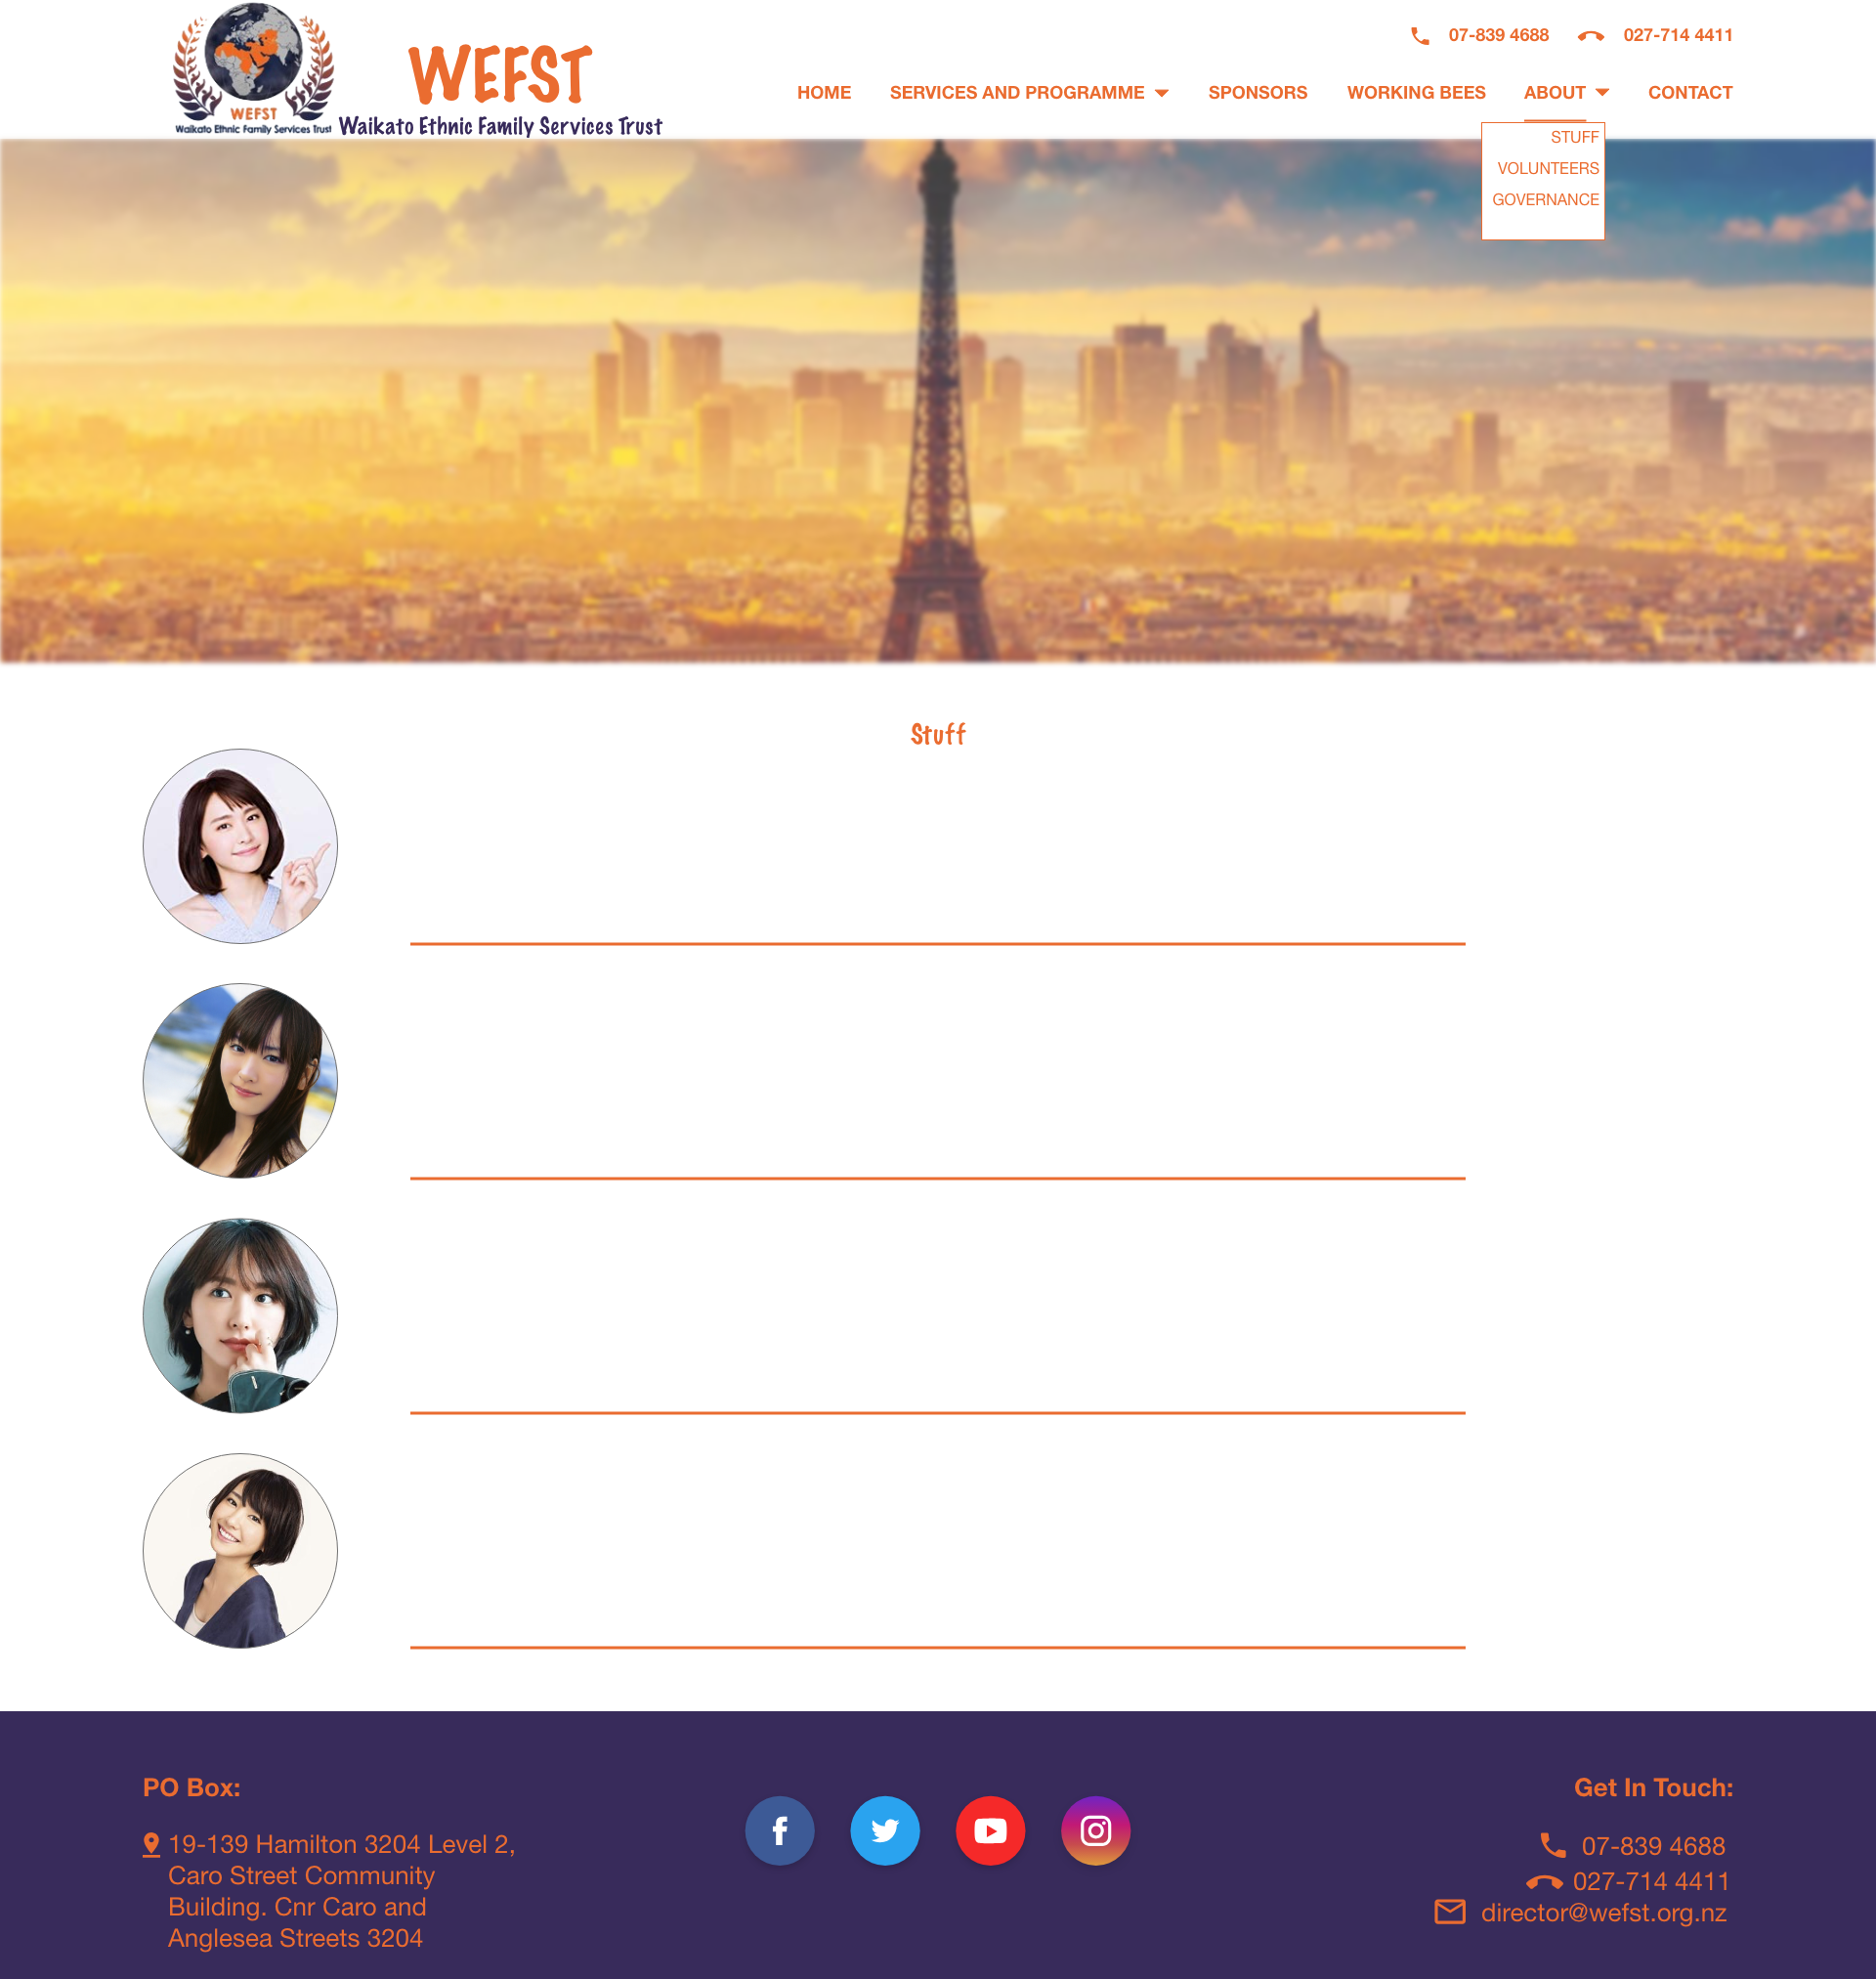 WEFST
Waikato Ethnic Family Services Trust
WEFST
Waikato Ethnic Family Services Trust
07-839 4688
027-714 4411
HOME
SERVICES AND PROGRAMME
SPONSORS
WORKING BEES
ABOUT
CONTACT
STUFF
VOLUNTEERS
GOVERNANCE
Stuff
PO Box:
19-139 Hamilton 3204 Level 2,
Caro Street Community
Building. Cnr Caro and
Anglesea Streets 3204
Get In Touch:
07-839 4688
027-714 4411
director@wefst.org.nz